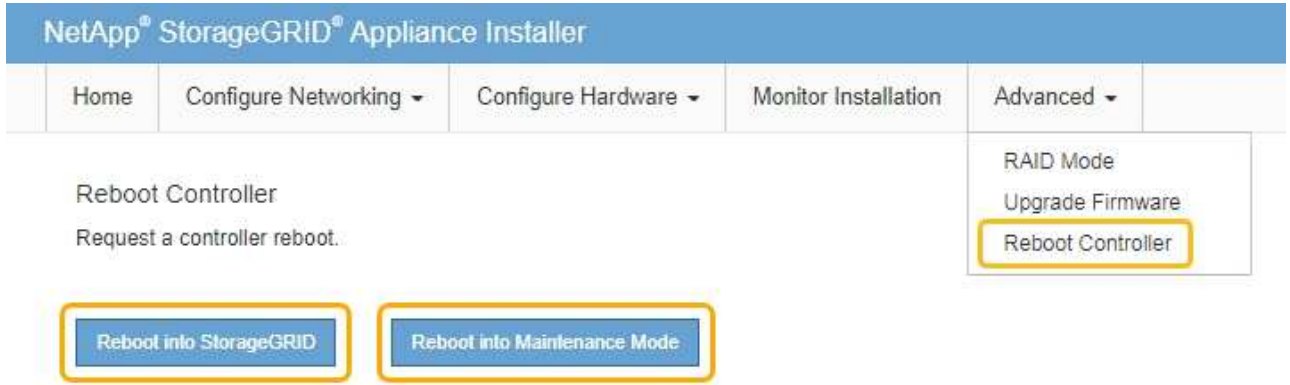 NetApp® StorageGRID® Appliance Installer
Home Configure Networking Configure Hardware Monitor Installation Advanced
RAID Mode
Upgrade Firmware
Reboot Controller
Reboot Controller
Request a controller reboot.
Reboot into StorageGRID Reboot into Maintenance Mode